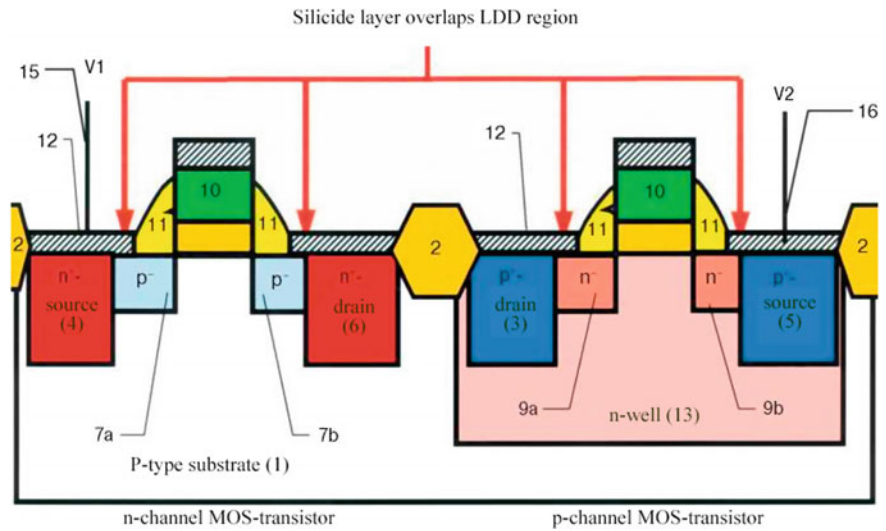 Silicide layer overlaps LDD region
15 V1
V2
16
12
12
10
10
11 11
11 11
2
2
2
n⁺-
source
(4)
p⁻
p⁻
n⁺-
drain
(6)
p⁺-
drain
(3)
n⁻
n⁻
p⁺-
source
(5)
7a
7b
9a
9b
n-well (13)
P-type substrate (1)
n-channel MOS-transistor
p-channel MOS-transistor